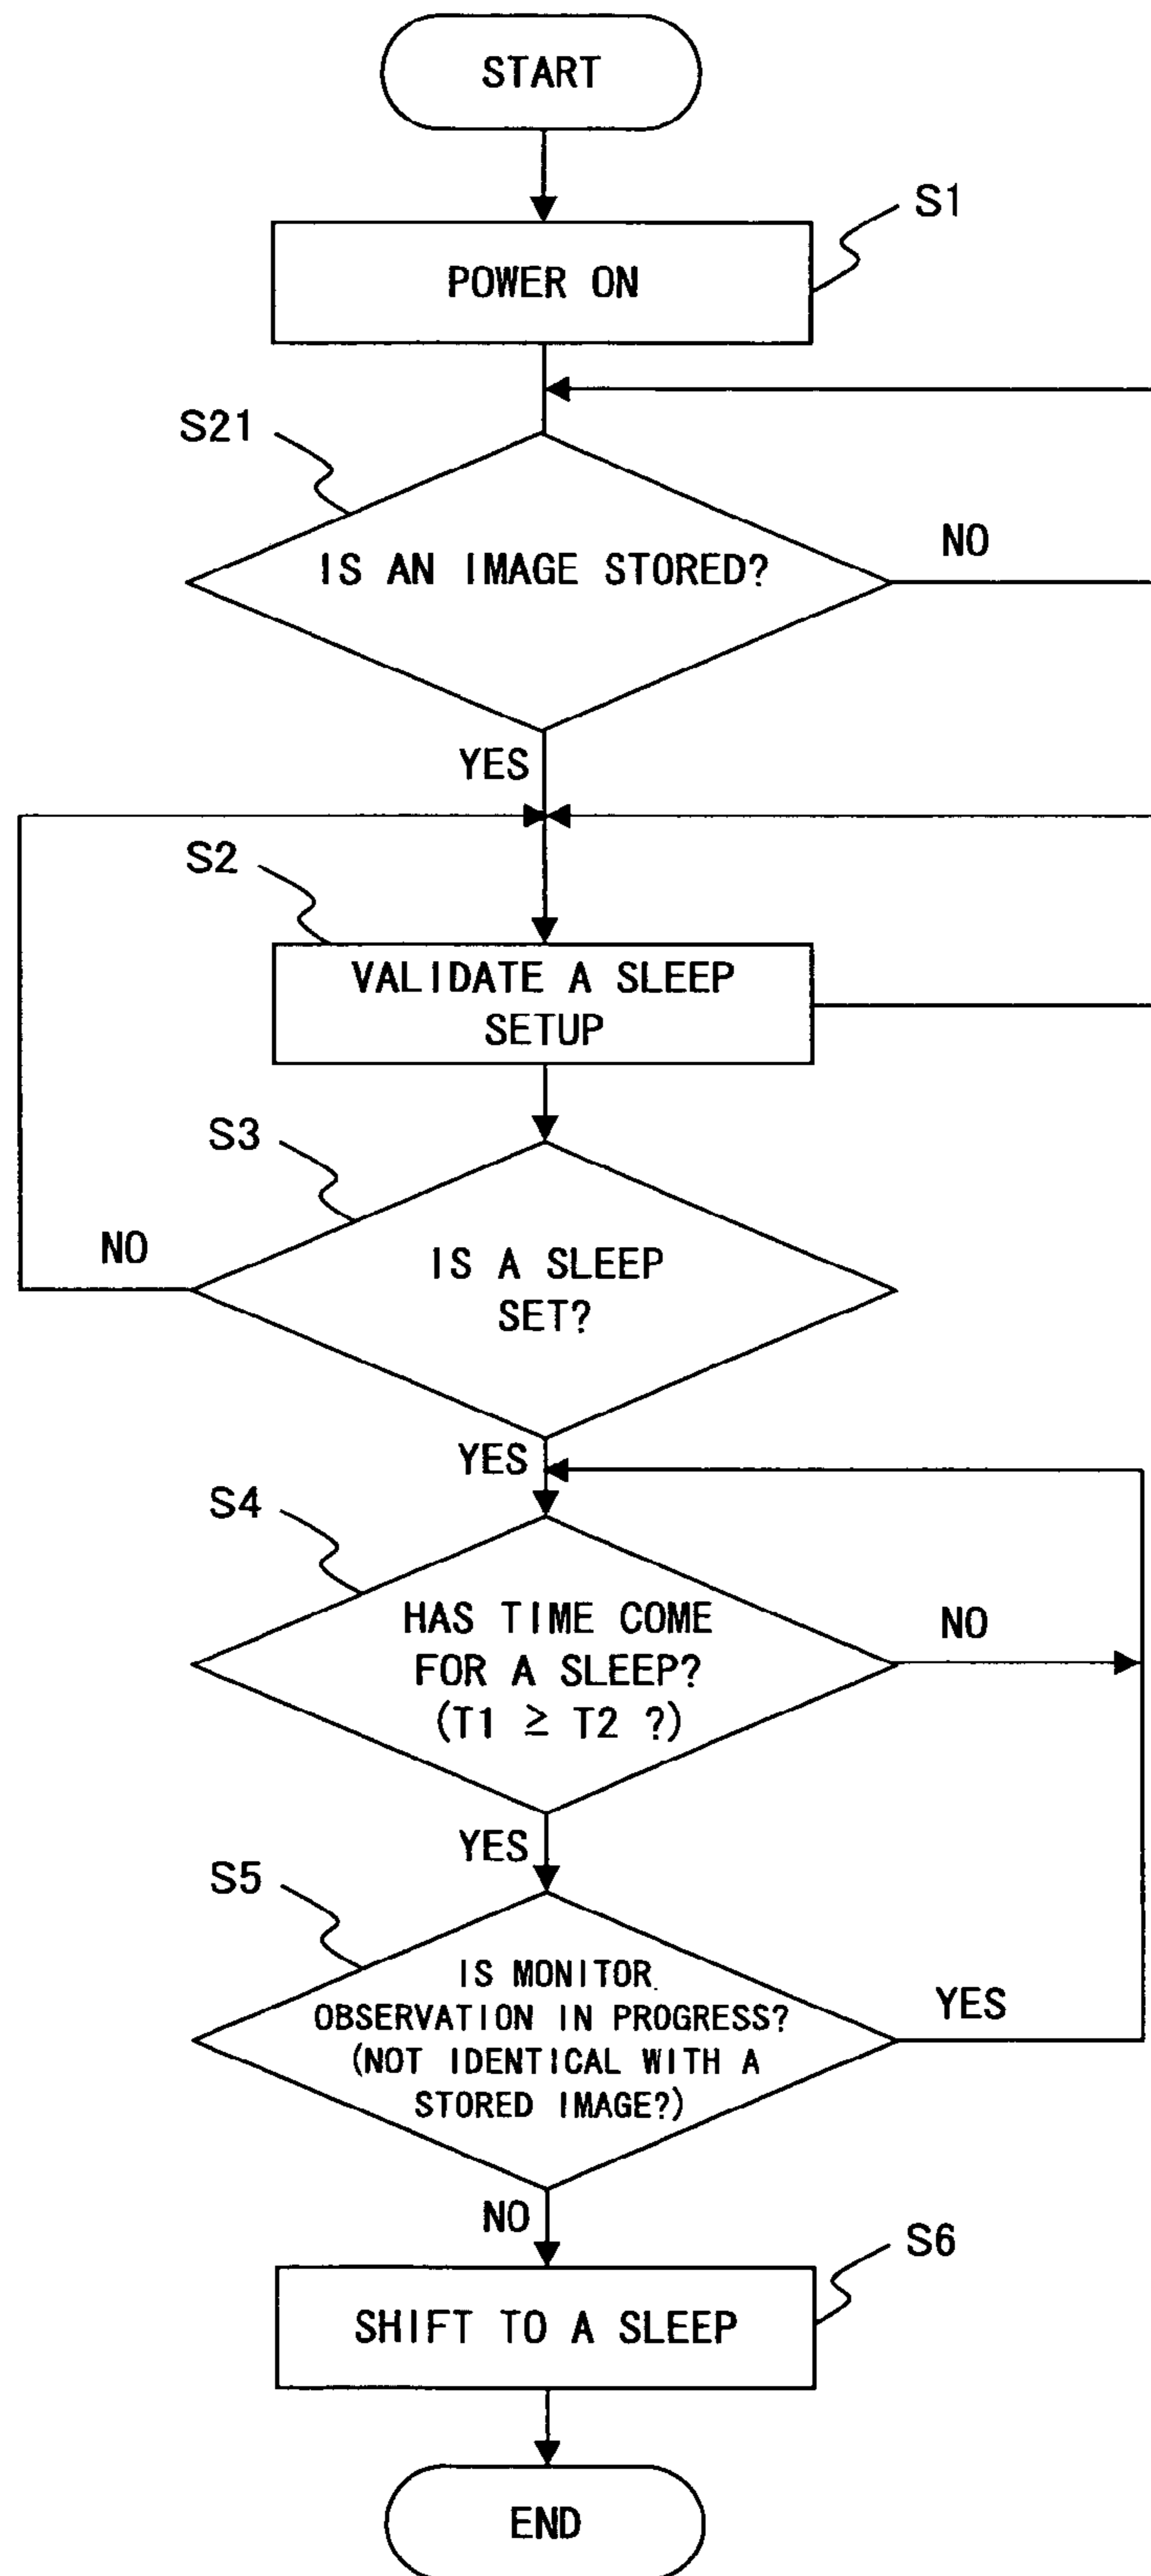 START
S1
POWER ON
S21
IS AN IMAGE STORED?
NO
YES
S2
VALIDATE A SLEEP
SETUP
S3
NO
IS A SLEEP
SET?
YES
S4
HAS TIME COME
FOR A SLEEP?
(T1 ≥ T2 ?)
NO
YES
S5
IS MONITOR
OBSERVATION IN PROGRESS?
(NOT IDENTICAL WITH A
STORED IMAGE?)
YES
NO
S6
SHIFT TO A SLEEP
END